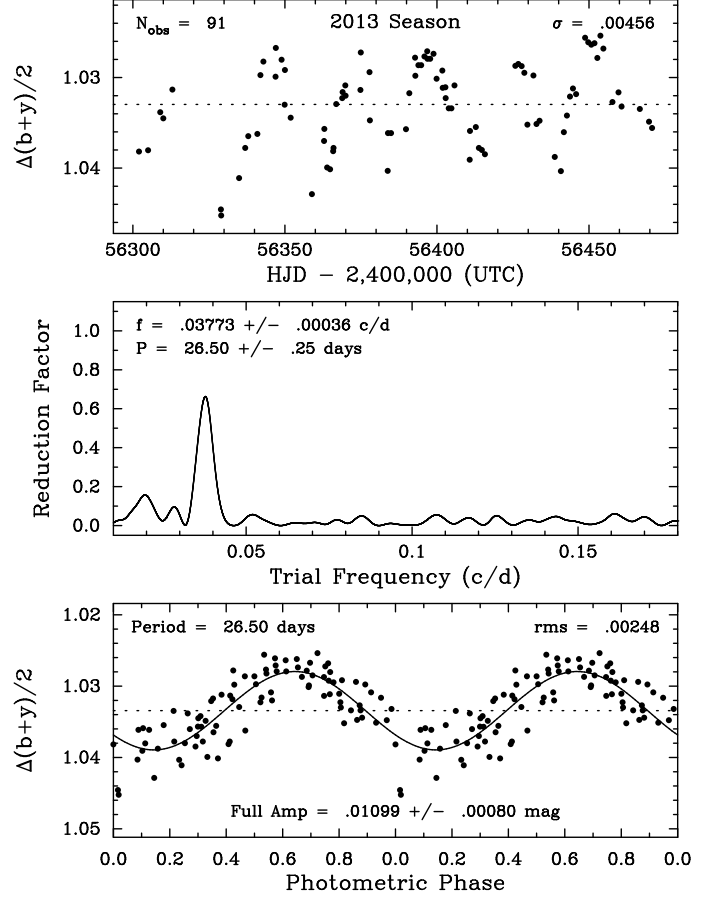 N_obs = 91
2013 Season
σ = .00456
1.03
1.04
Δ(b+y)/2
56300 56350 56400 56450
HJD − 2,400,000 (UTC)
f = .03773 +/− .00036 c/d
P = 26.50 +/− .25 days
1.0
0.8
0.6
0.4
0.2
0.0
Reduction Factor
0.05 0.1 0.15
Trial Frequency (c/d)
Period = 26.50 days
rms = .00248
1.02
1.03
1.04
1.05
Δ(b+y)/2
Full Amp = .01099 +/− .00080 mag
0.0 0.2 0.4 0.6 0.8 0.0 0.2 0.4 0.6 0.8 0.0
Photometric Phase